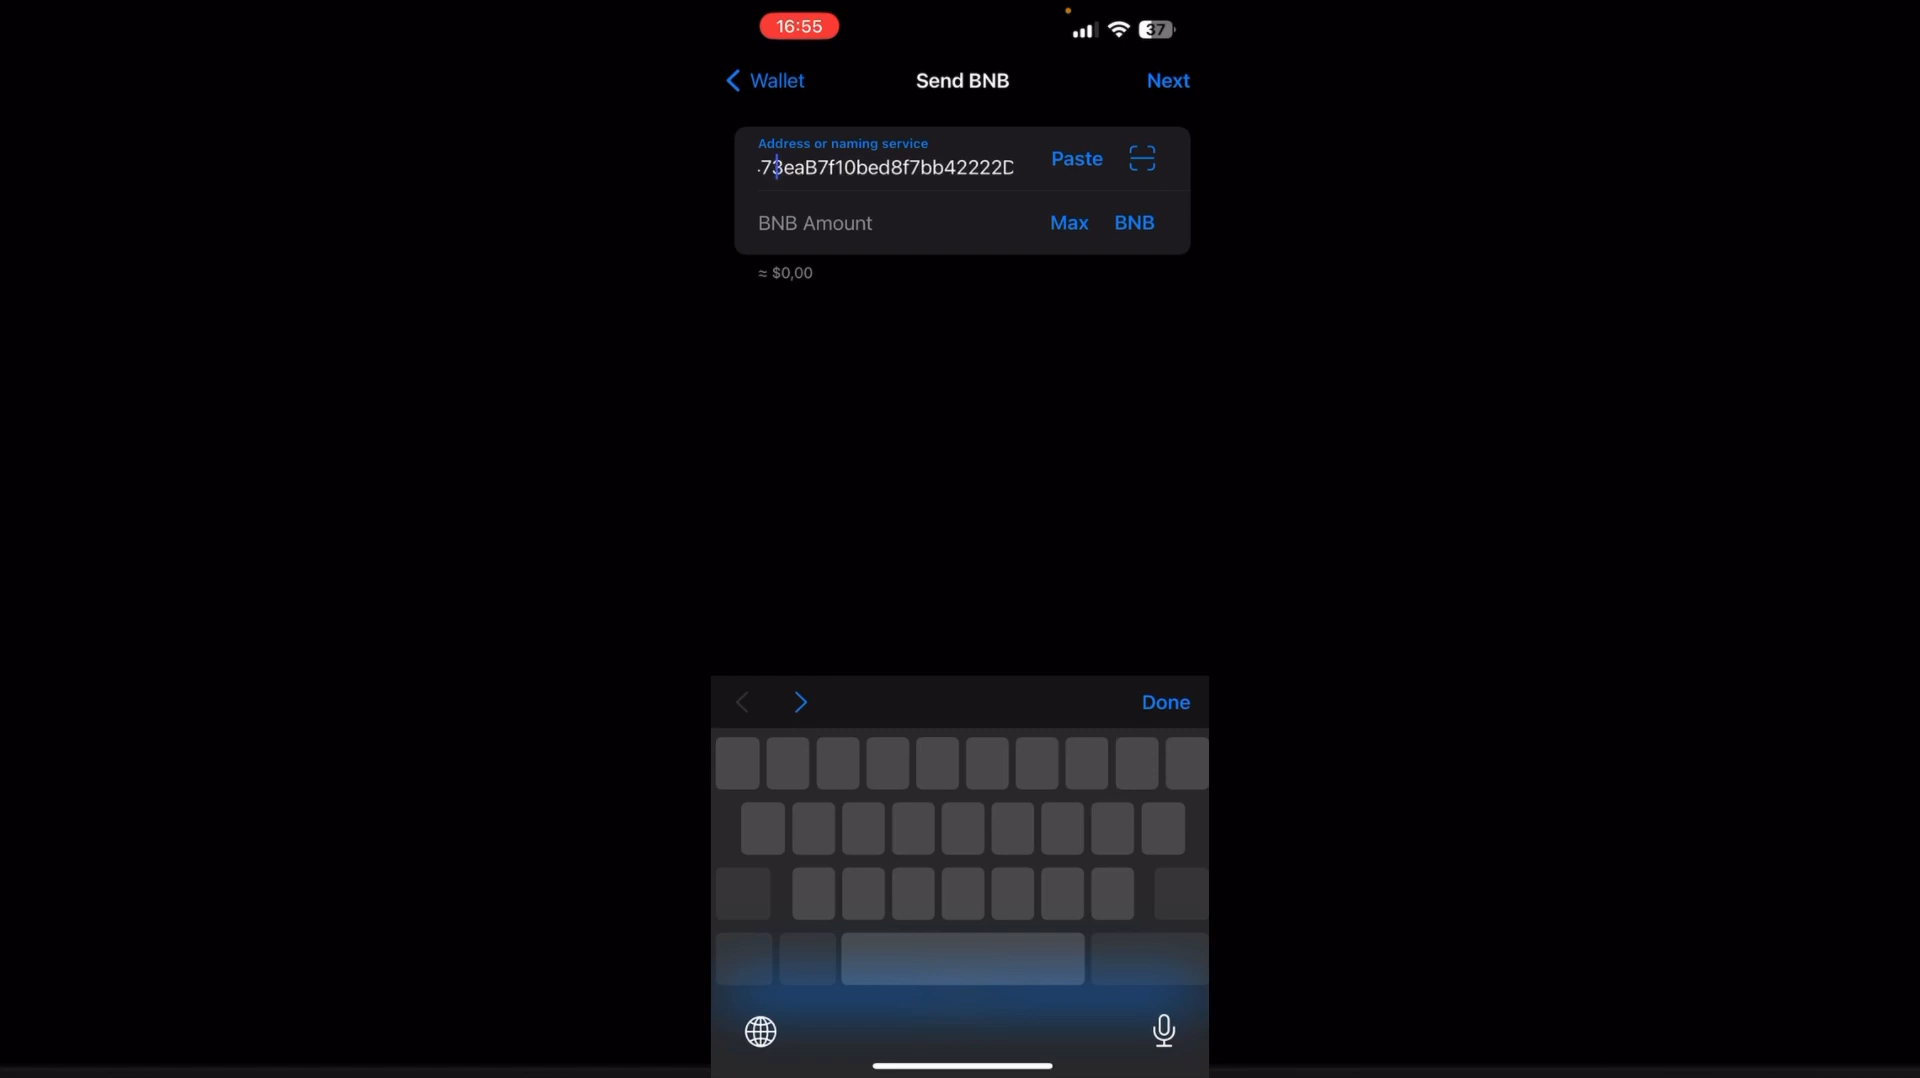 16:55
37
Wallet
Send BNB
Next
Address or naming service
73eaB7f10bed8f7bb42222D
Paste
BNB Amount
Max
BNB
≈ $0,00
Done